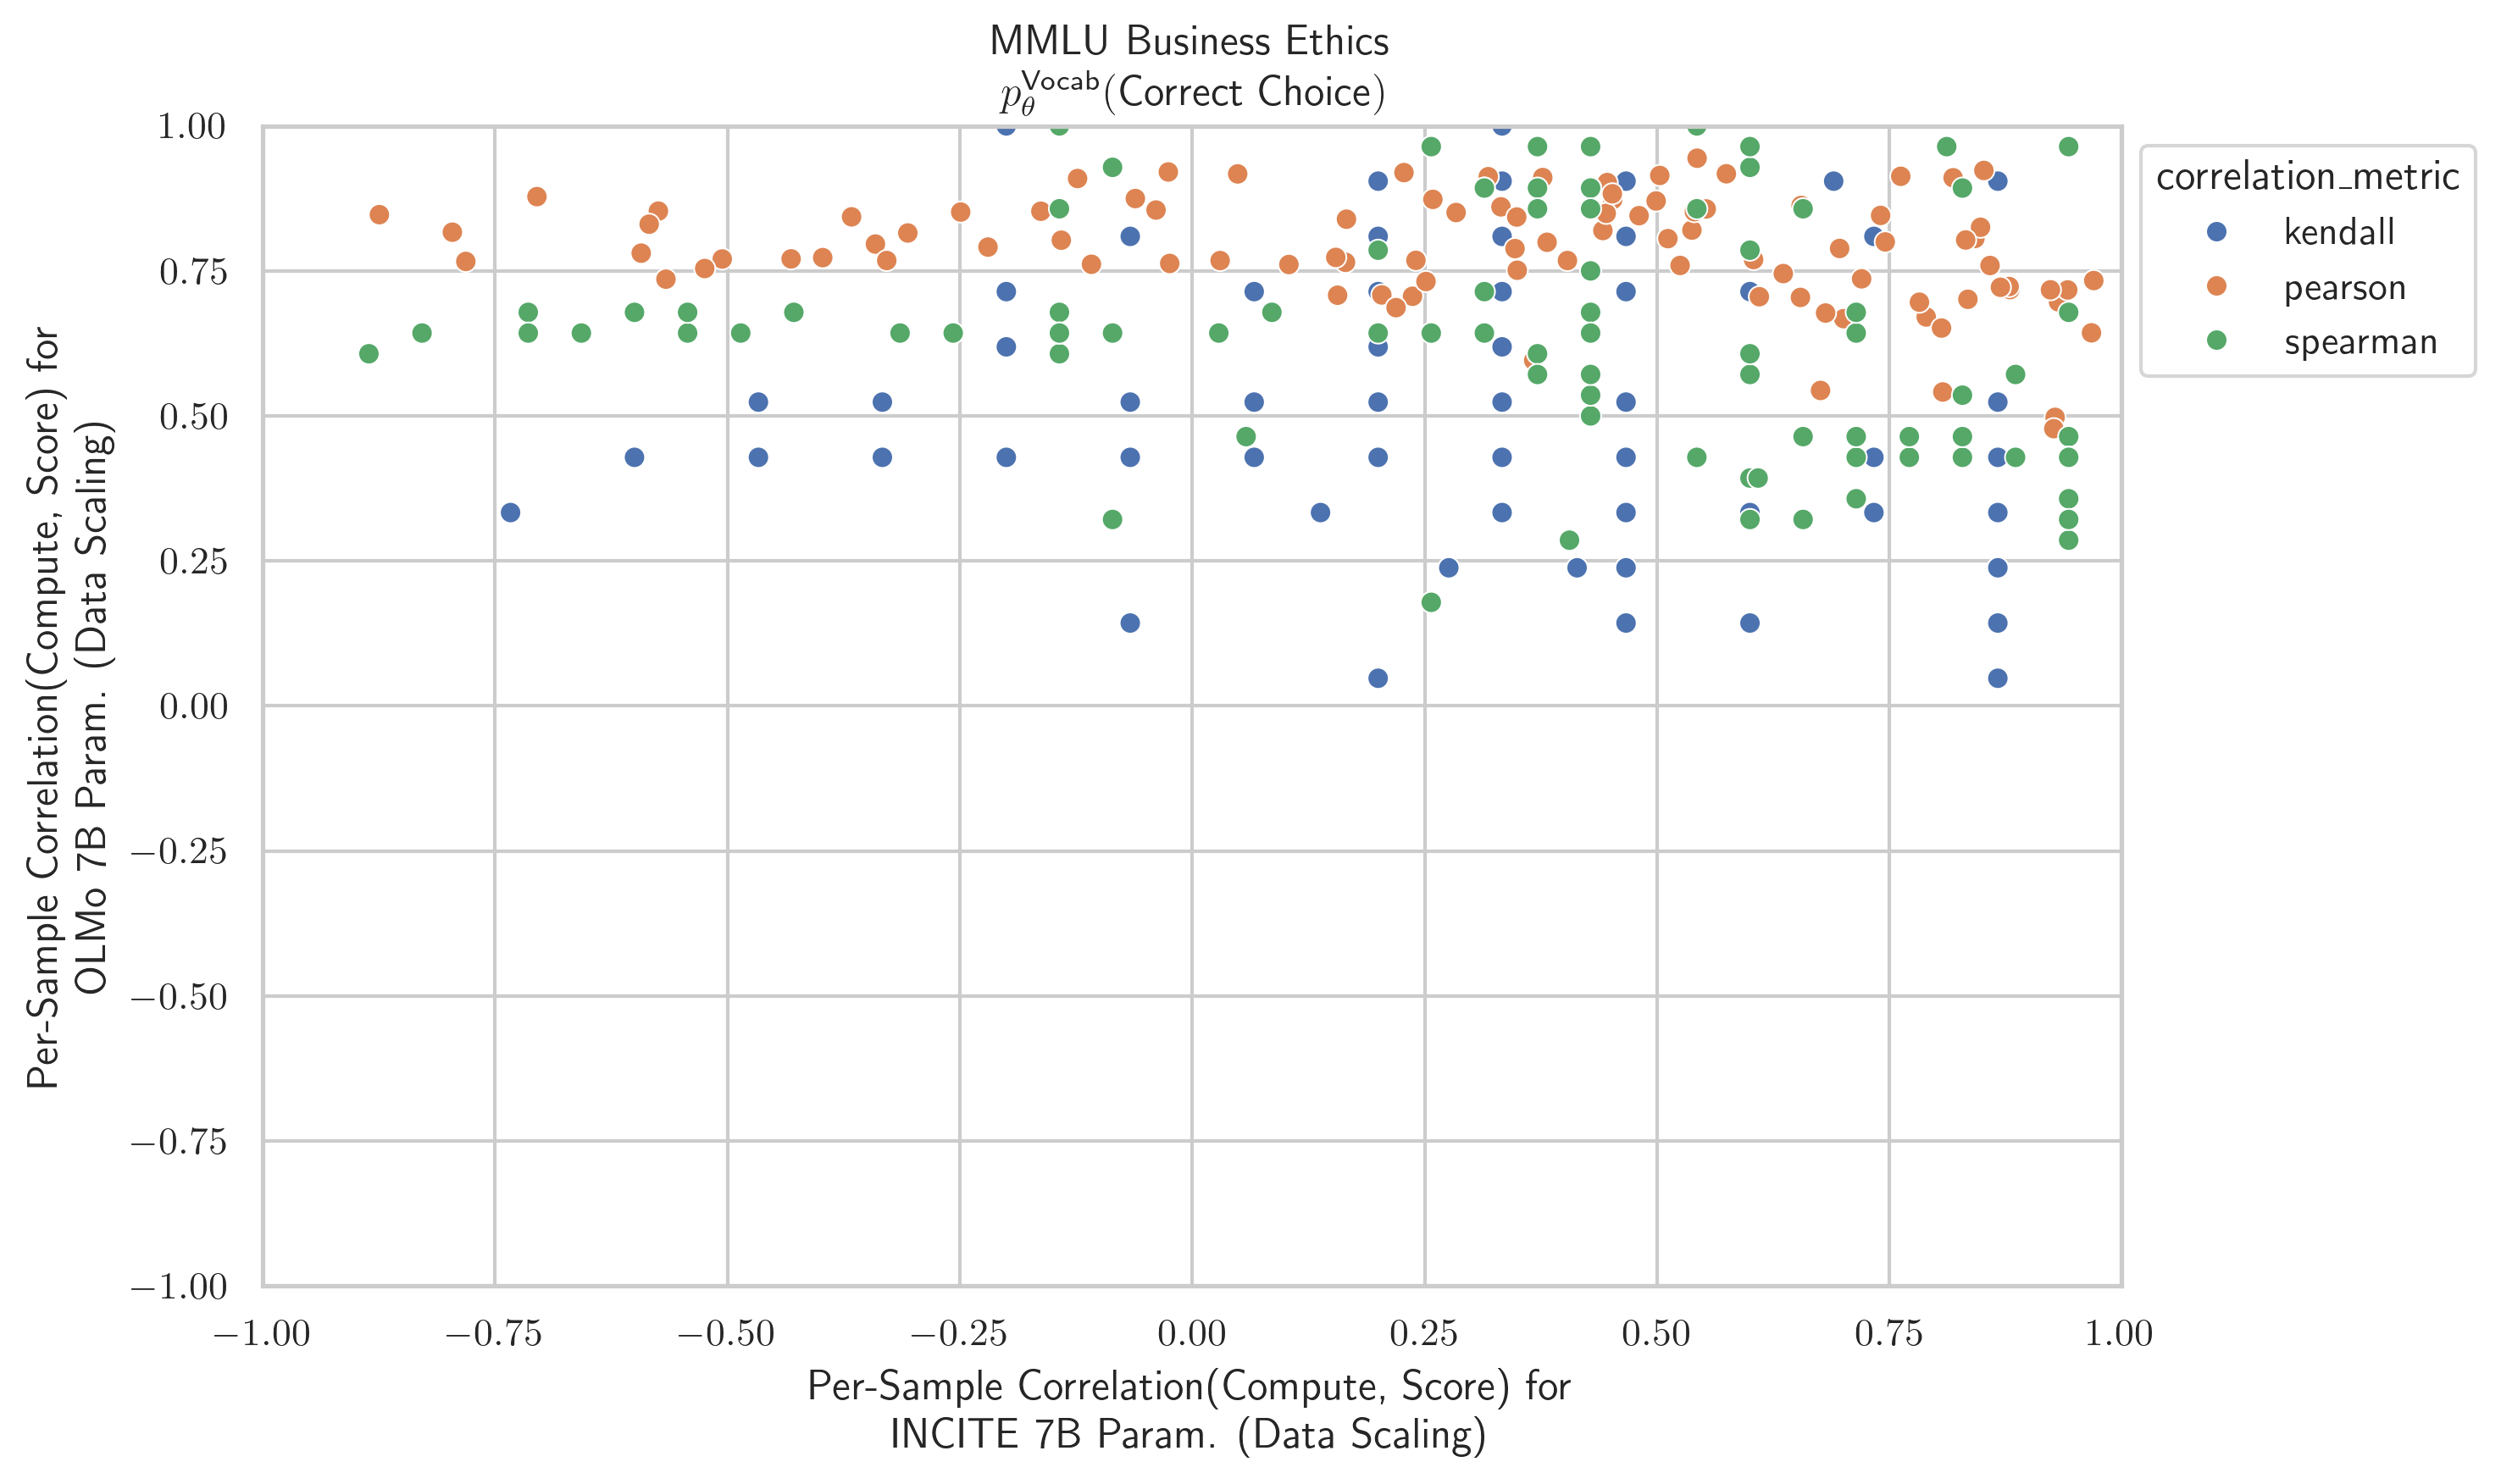 MMLU Business Ethics
p_θ^Vocab(Correct Choice)
Per-Sample Correlation(Compute, Score) for
OLMo 7B Param. (Data Scaling)
1.00
0.75
0.50
0.25
0.00
−0.25
−0.50
−0.75
−1.00
correlation_metric
kendall
pearson
spearman
−1.00
−0.75
−0.50
−0.25
0.00
0.25
0.50
0.75
1.00
Per-Sample Correlation(Compute, Score) for
INCITE 7B Param. (Data Scaling)